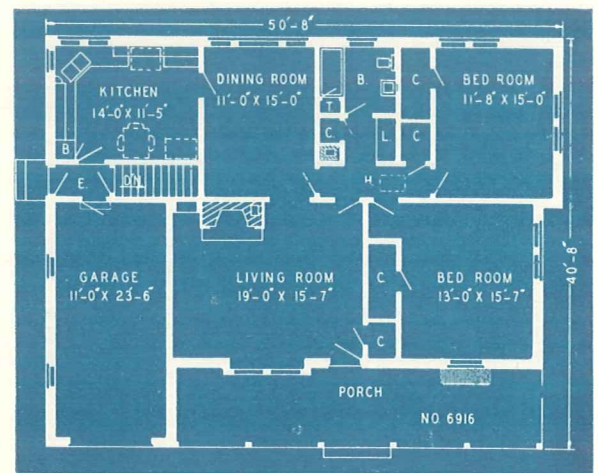 50'-8"
KITCHEN
14'-0" X 11'-5"
B.
DINING ROOM
11'-0" X 15'-0"
T.
B.
C.
L.
C.
C.
BED ROOM
11'-8" X 15'-0"
E.
D'N.
H.
40'-8"
GARAGE
11'-0" X 23'-6"
LIVING ROOM
19'-0" X 15'-7"
C.
C.
BED ROOM
13'-0" X 15'-7"
PORCH
NO. 6916